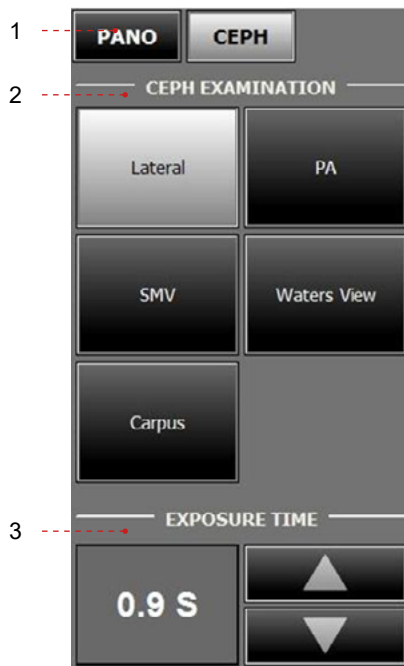 1
PANO CEPH
2
CEPH EXAMINATION
Lateral PA
SMV Waters View
Carpus
3
EXPOSURE TIME
0.9 S